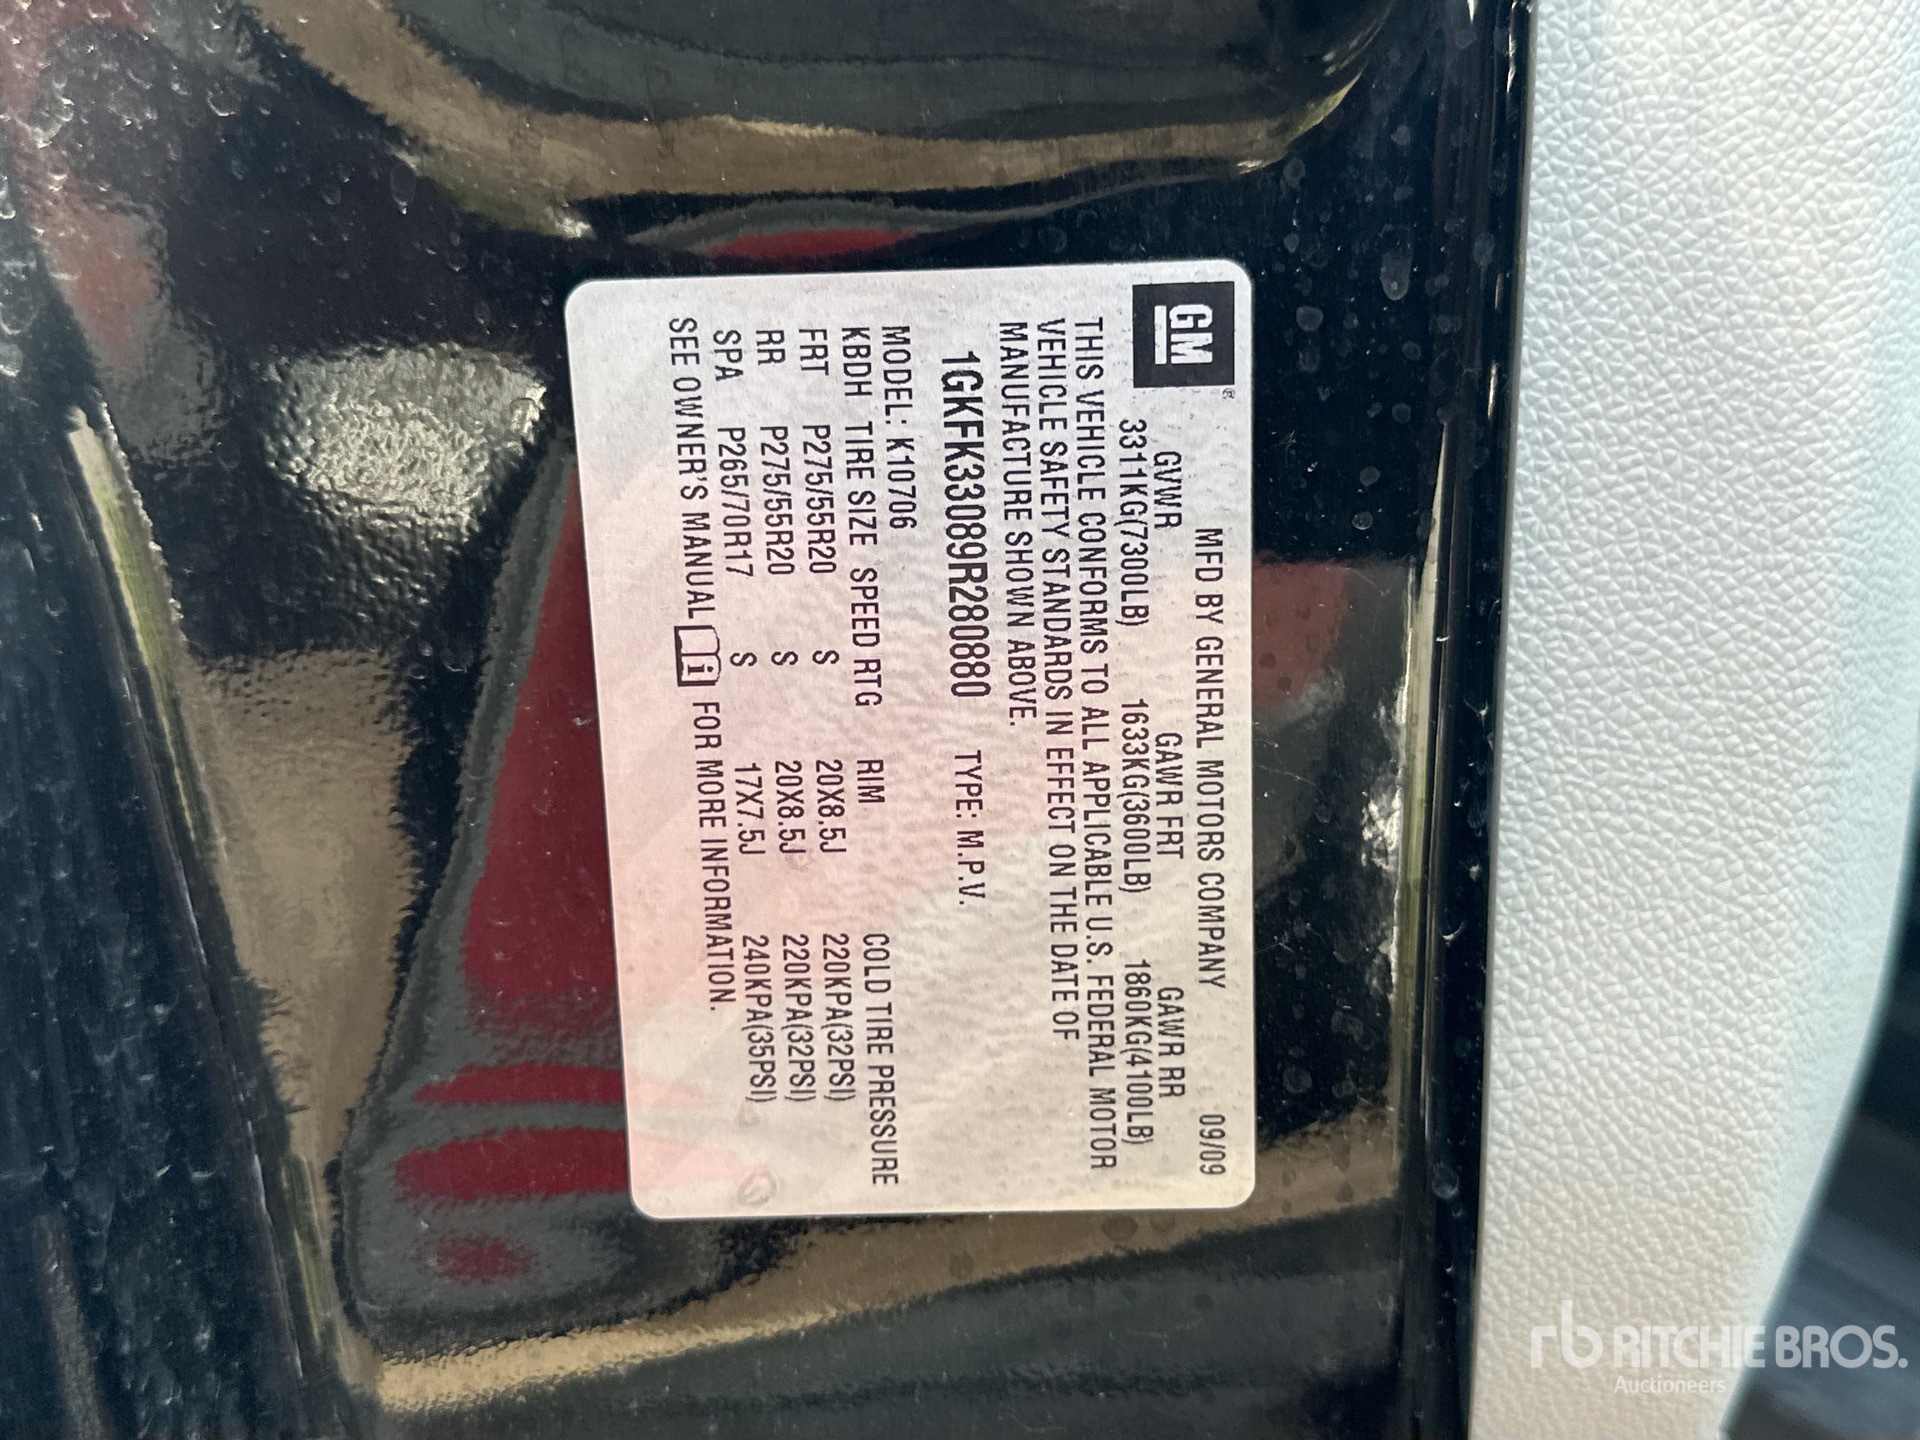 GM® MFD BY GENERAL MOTORS COMPANY 09/09
GVWR GAWR FRT GAWR RR
3311KG(7300LB) 1633KG(3600LB) 1860KG(4100LB)
THIS VEHICLE CONFORMS TO ALL APPLICABLE U.S. FEDERAL MOTOR
VEHICLE SAFETY STANDARDS IN EFFECT ON THE DATE OF
MANUFACTURE SHOWN ABOVE.
1GKFK33089R280880 TYPE: M.P.V.
MODEL: K10706
KBDH TIRE SIZE SPEED RTG RIM COLD TIRE PRESSURE
FRT P275/55R20 S 20X8.5J 220KPA(32PSI)
RR P275/55R20 S 20X8.5J 220KPA(32PSI)
SPA P265/70R17 S 17X7.5J 240KPA(35PSI)
SEE OWNER'S MANUAL i FOR MORE INFORMATION.
rb RITCHIE BROS.
Auctioneers